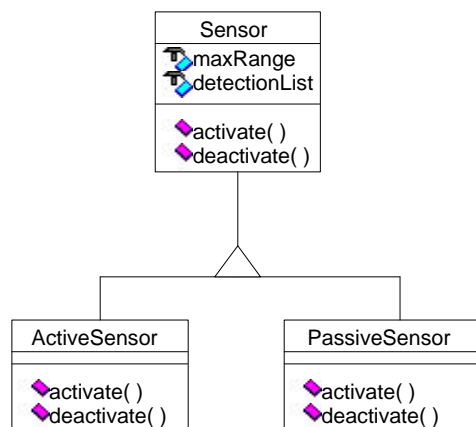 Sensor
maxRange
detectionList
activate( )
deactivate( )
ActiveSensor
activate( )
deactivate( )
PassiveSensor
activate( )
deactivate( )